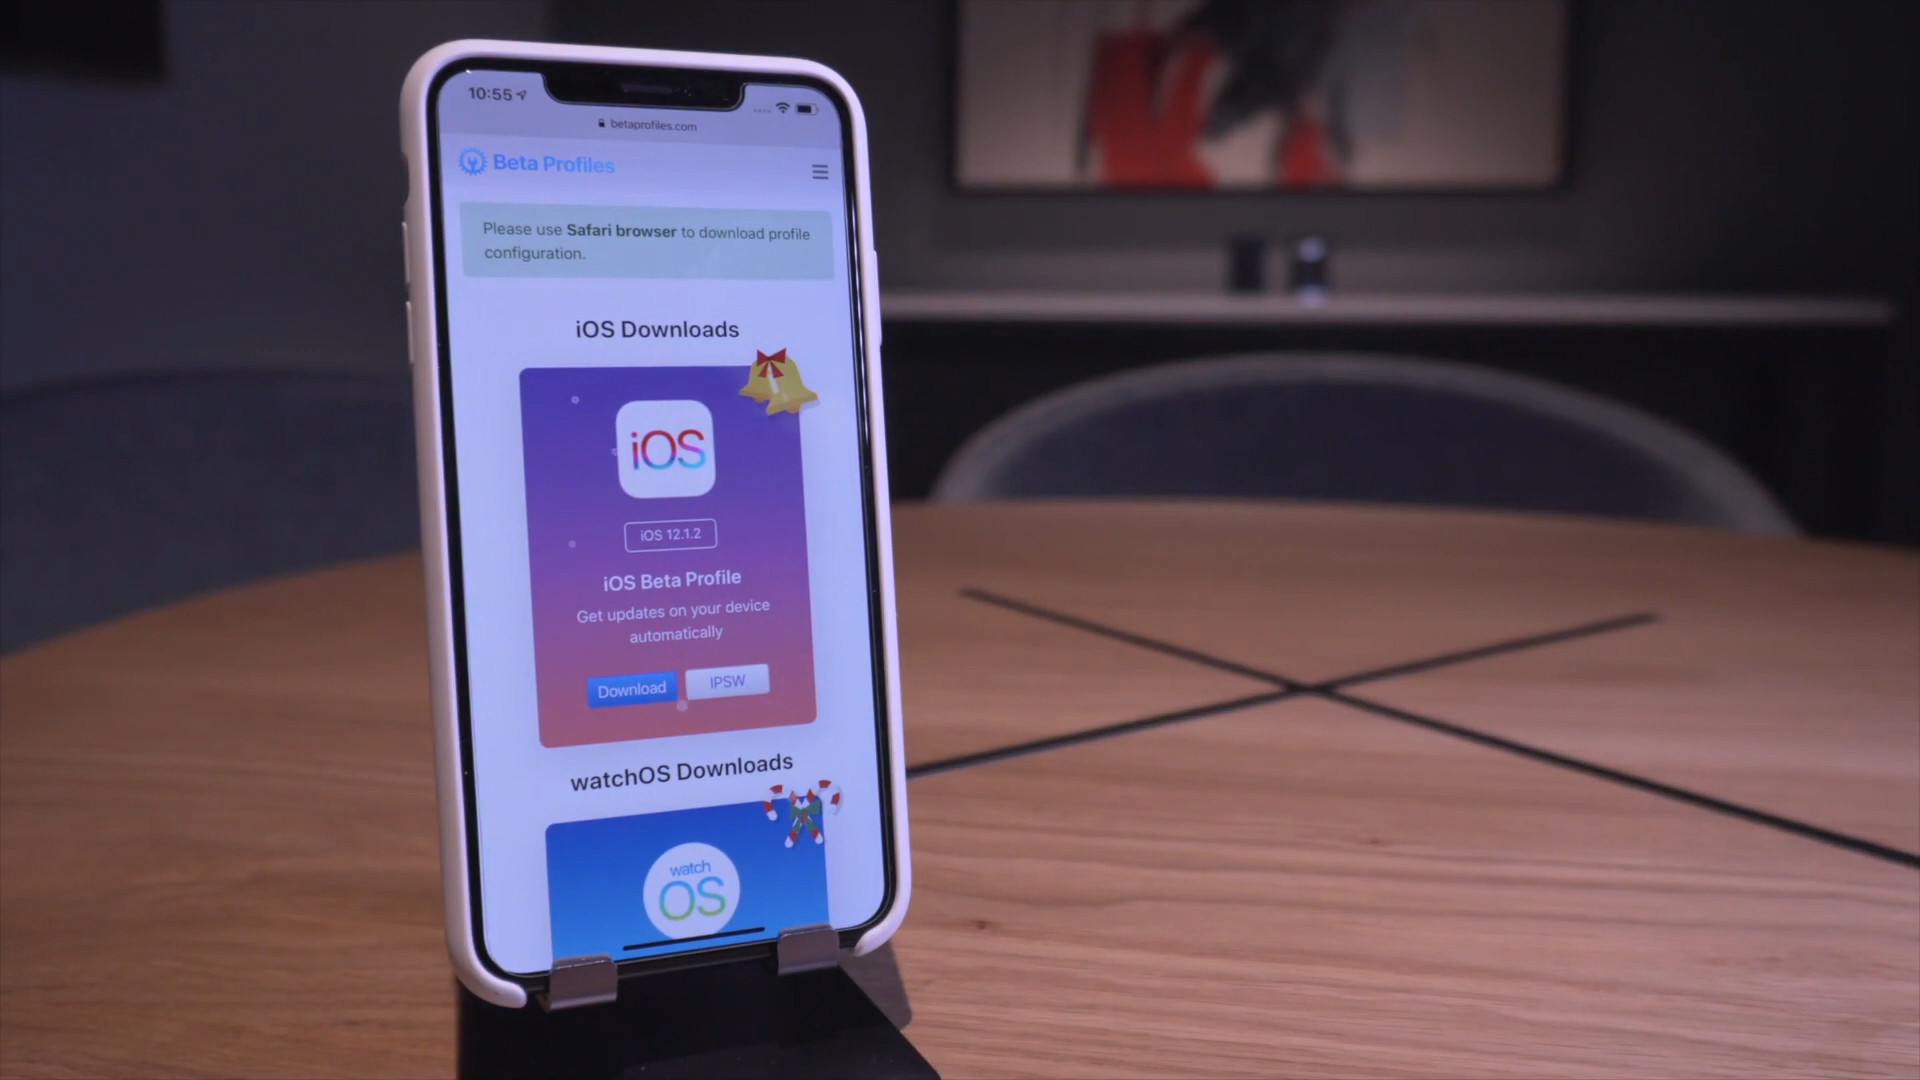 10:55
betaprofiles.com
Beta Profiles
Please use Safari browser to download profile
configuration.
iOS Downloads
iOS
iOS 12.1.2
iOS Beta Profile
Get updates on your device
automatically
Download IPSW
watchOS Downloads
watch
OS